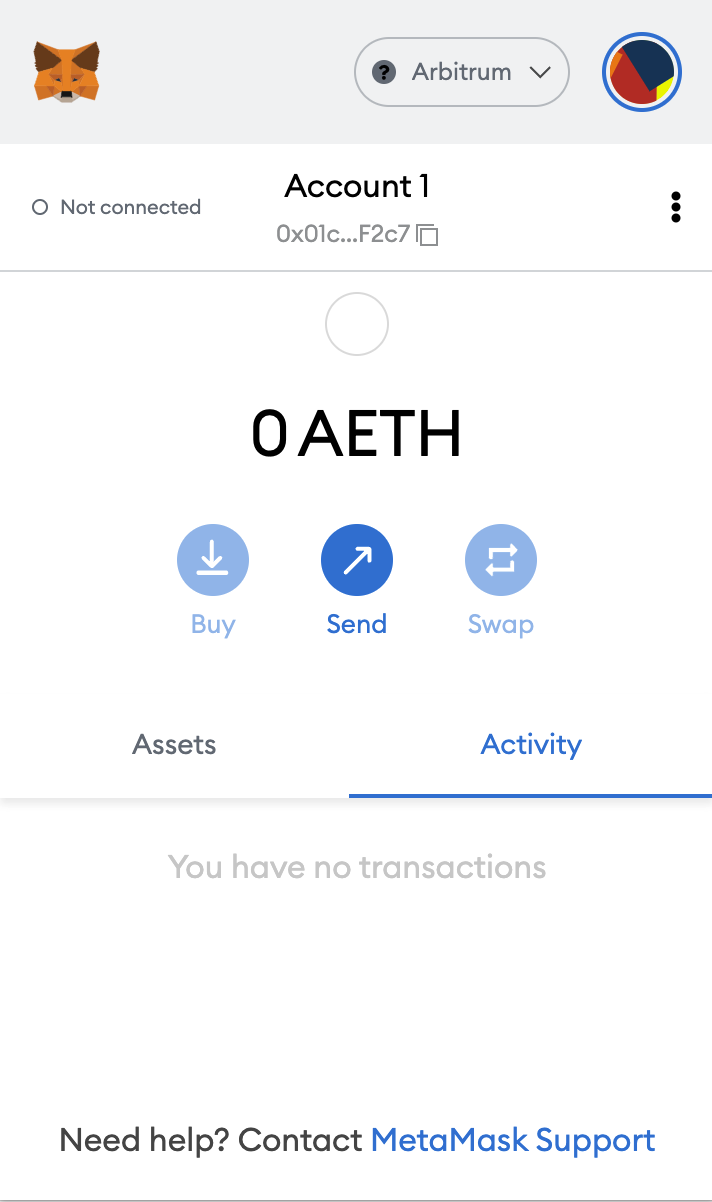 ? Arbitrum
Account 1
Not connected
0x01c...F2c7
0 AETH
Buy Send Swap
Assets Activity
You have no transactions
Need help? Contact MetaMask Support